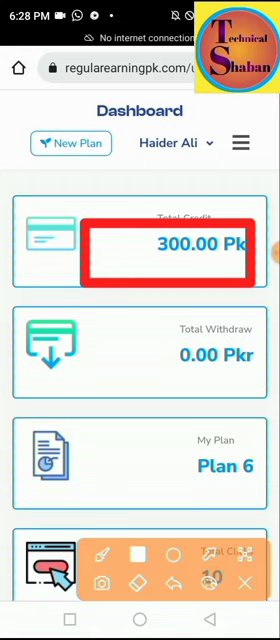 6:28 PM
Technical
Shaban
No internet connection
regularearningpk.com/u
Dashboard
New Plan
Haider Ali
Total Credit
300.00 Pk
Total Withdraw
0.00 Pkr
My Plan
Plan 6
10